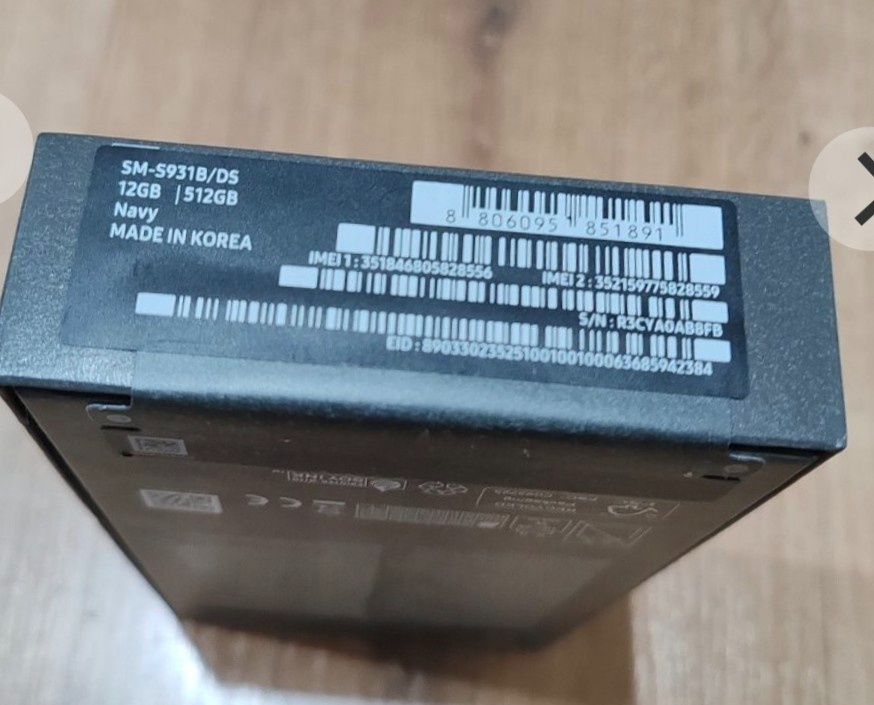 SM-S931B/DS
12GB | 512GB
Navy
MADE IN KOREA
8 806095 851891
IMEI 1 : 351846805828556
IMEI 2 : 352159775828559
S/N : R3CYA0AB8FB
EID : 89033023525100100100063685942384